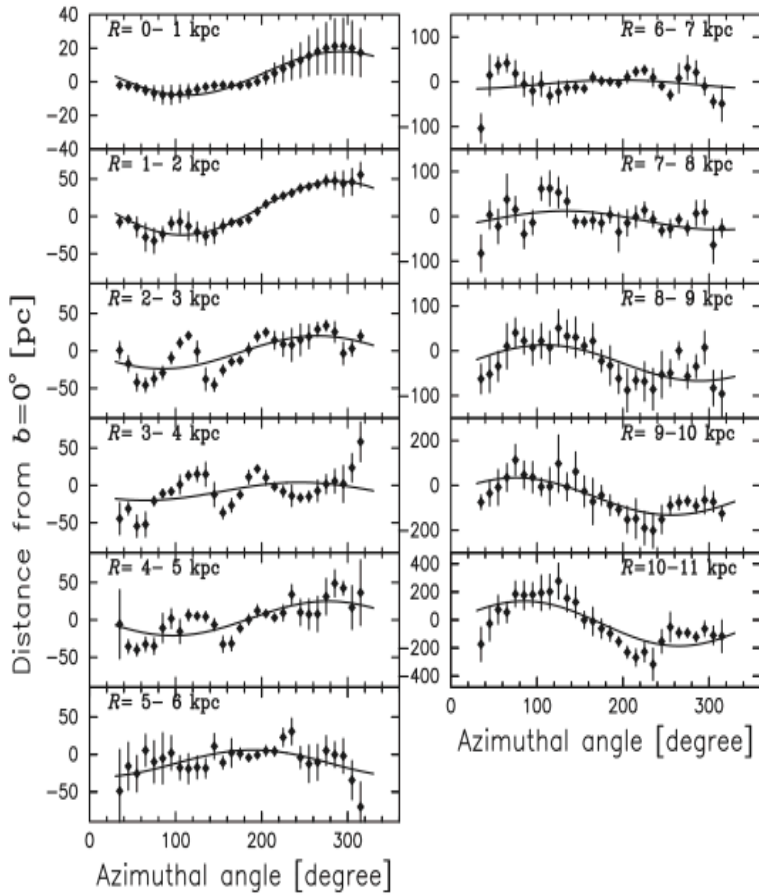 R= 0− 1 kpc
40
20
0
−20
−40
R= 1− 2 kpc
50
0
−50
R= 2− 3 kpc
50
0
−50
R= 3− 4 kpc
50
0
−50
R= 4− 5 kpc
50
0
−50
R= 5− 6 kpc
50
0
−50
0 100 200 300
Azimuthal angle [degree]
Distance from b=0° [pc]
R= 6− 7 kpc
100
0
−100
R= 7− 8 kpc
100
0
−100
R= 8− 9 kpc
100
0
−100
R= 9−10 kpc
200
0
−200
R=10−11 kpc
400
200
0
−200
−400
0 100 200 300
Azimuthal angle [degree]